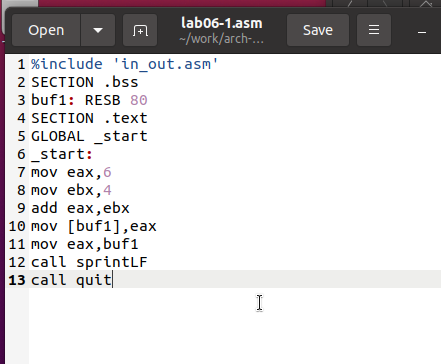 Open
lab06-1.asm
~/work/arch-...
Save
1 %include 'in_out.asm'
2 SECTION .bss
3 buf1: RESB 80
4 SECTION .text
5 GLOBAL _start
6 _start:
7 mov eax,6
8 mov ebx,4
9 add eax,ebx
10 mov [buf1],eax
11 mov eax,buf1
12 call sprintLF
13 call quit